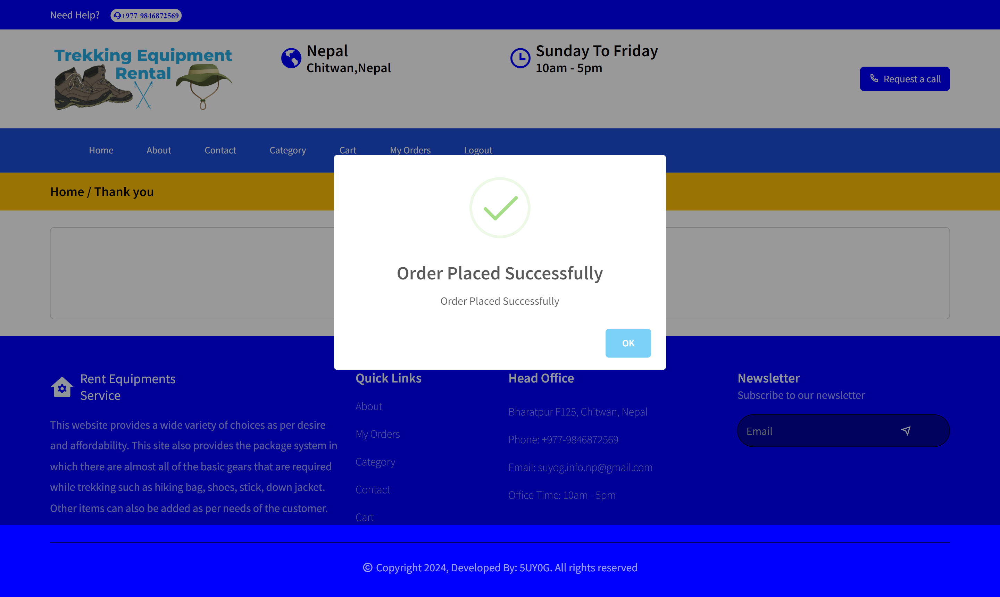 Need Help? +977-9846872569
Trekking Equipment
Rental
Nepal
Chitwan,Nepal
Sunday To Friday
10am - 5pm
Request a call
Home About Contact Category Cart My Orders Logout
Home / Thank you
Order Placed Successfully
Order Placed Successfully
OK
Rent Equipments
Service
This website provides a wide variety of choices as per desire
and affordability. This site also provides the package system in
which there are almost all of the basic gears that are required
while trekking such as hiking bag, shoes, stick, down jacket.
Other items can also be added as per needs of the customer.
Quick Links
About
My Orders
Category
Contact
Cart
Head Office
Bharatpur F125, Chitwan, Nepal
Phone: +977-9846872569
Email: suyog.info.np@gmail.com
Office Time: 10am - 5pm
Newsletter
Subscribe to our newsletter
Email
© Copyright 2024, Developed By: 5UY0G. All rights reserved